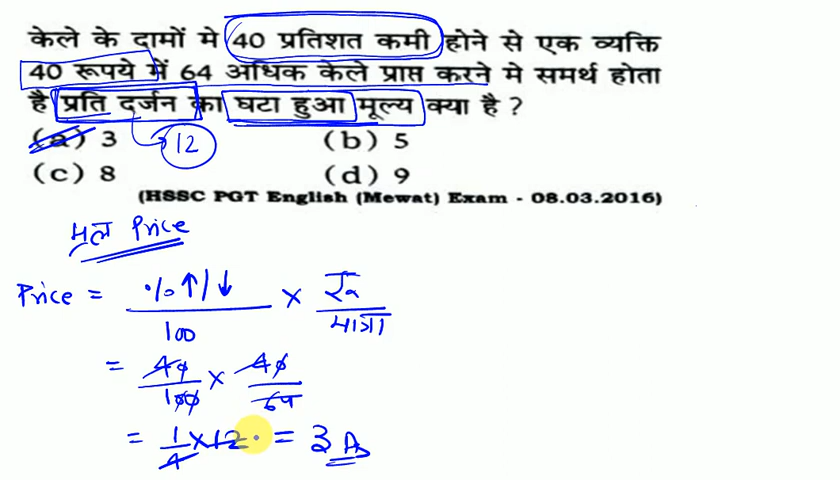 केले के दामों मे 40 प्रतिशत कमी होने से एक व्यक्ति
40 रूपये में 64 अधिक केले प्राप्त करने मे समर्थ होता
है प्रति दर्जन का घटा हुआ मूल्य क्या है ?
(a) 3 12 (b) 5
(c) 8 (d) 9
(HSSC PGT English (Mewat) Exam - 08.03.2016)
मूल Price
Price = %↑/↓ / 100 × रू / मात्रा
= 40/100 × 40/64
= 1/4 × 12 = 3 A